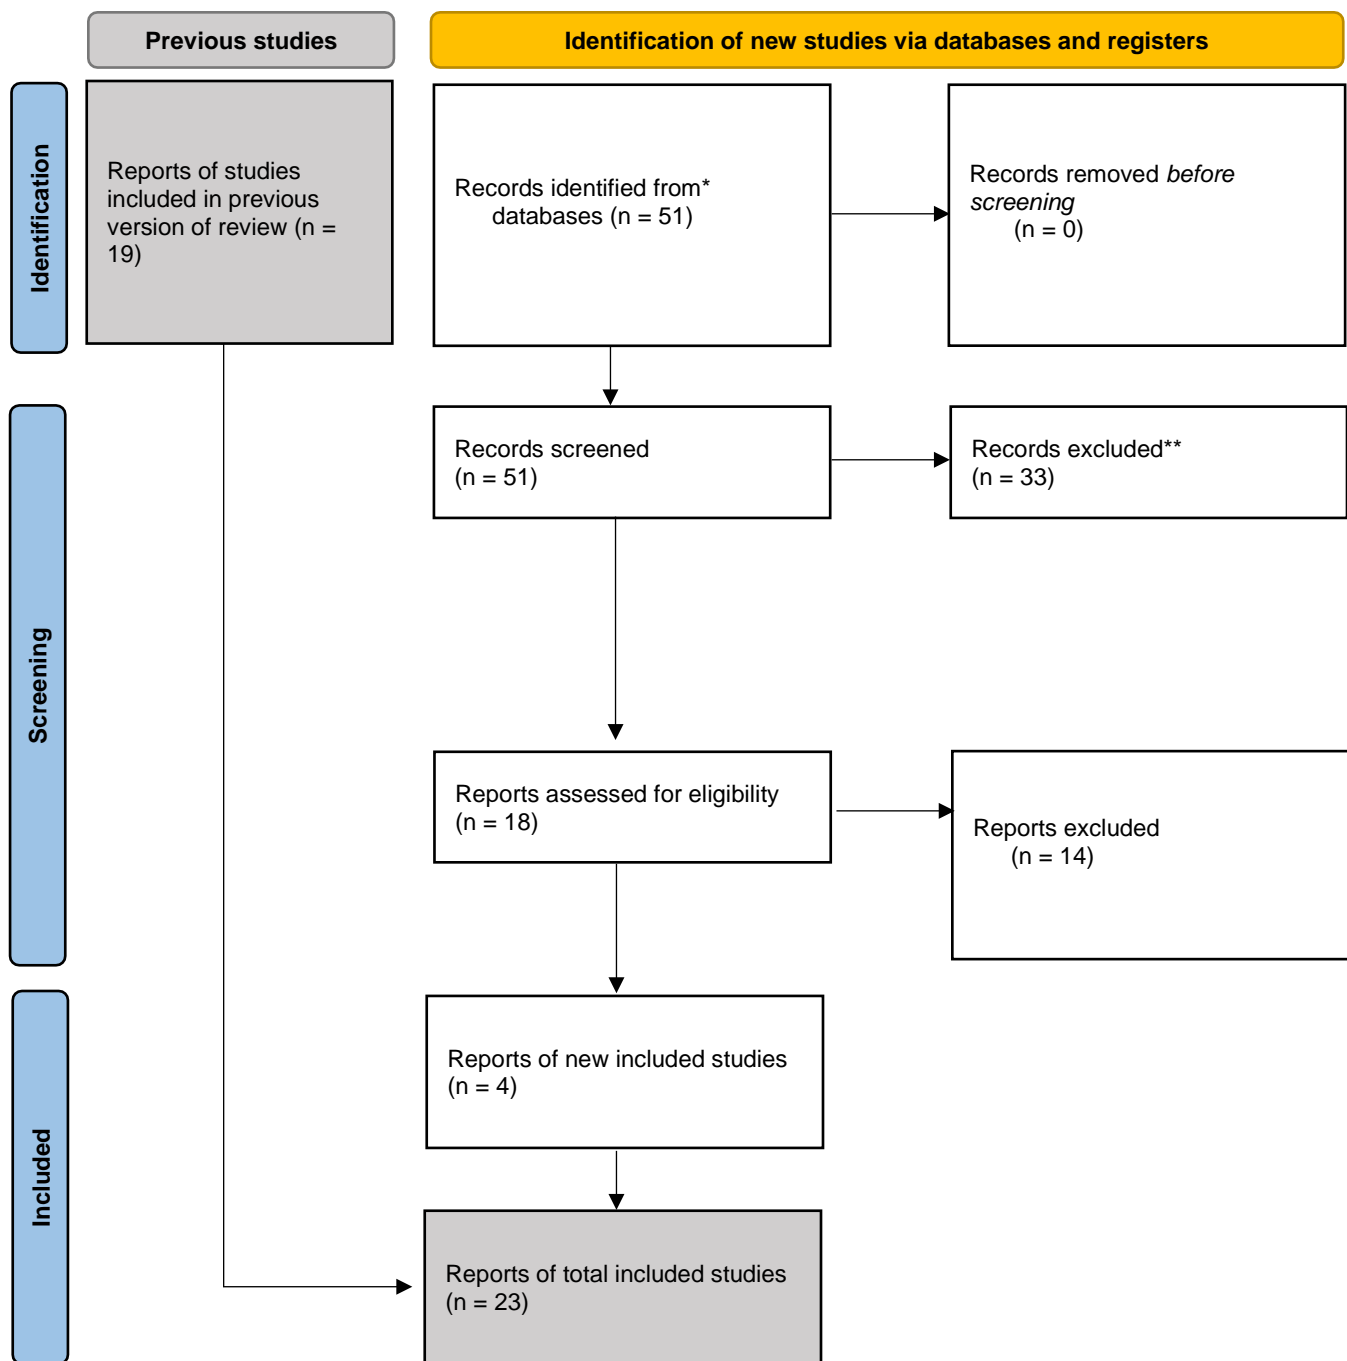 Previous studies
Identification of new studies via databases and registers
Identification
Reports of studies
included in previous
version of review (n =
19)
Records identified from*
databases (n = 51)
Records removed before
screening
(n = 0)
Screening
Records screened
(n = 51)
Records excluded**
(n = 33)
Reports assessed for eligibility
(n = 18)
Reports excluded
(n = 14)
Included
Reports of new included studies
(n = 4)
Reports of total included studies
(n = 23)